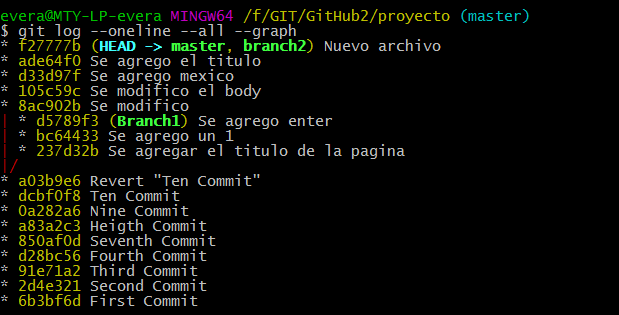 evera@MTY-LP-evera MINGW64 /f/GIT/GitHub2/proyecto (master)
$ git log --oneline --all --graph
* f27777b (HEAD -> master, branch2) Nuevo archivo
* ade64f0 Se agrego el titulo
* d33d97f Se agrego mexico
* 105c59c Se modifico el body
* 8ac902b Se modifico
| * d5789f3 (Branch1) Se agrego enter
| * bc64433 Se agrego un 1
| * 237d32b Se agregar el titulo de la pagina
|/
* a03b9e6 Revert "Ten Commit"
* dcbf0f8 Ten Commit
* 0a282a6 Nine Commit
* a83a2c3 Heigth Commit
* 850af0d Seventh Commit
* d28bc56 Fourth Commit
* 91e71a2 Third Commit
* 2d4e321 Second Commit
* 6b3bf6d First Commit